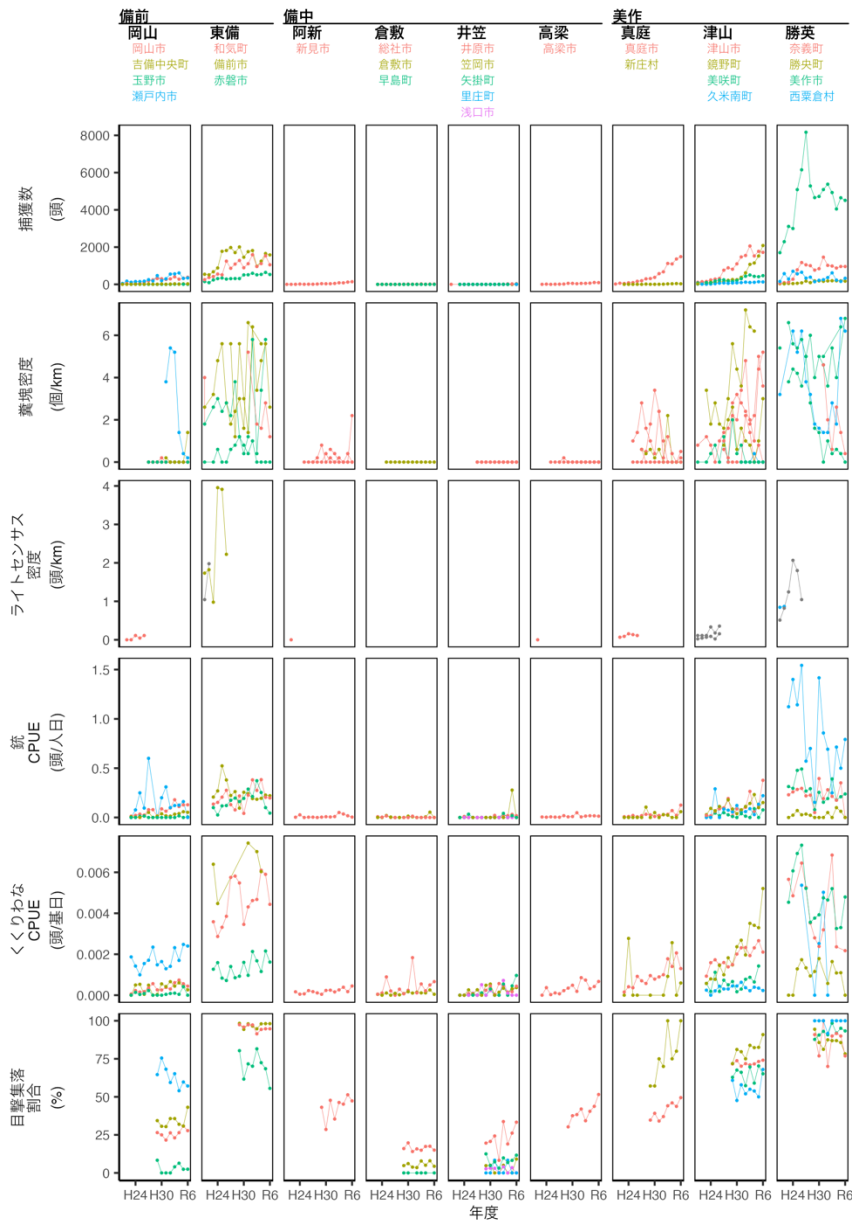 備前 備中 美作
岡山 東備 阿新 倉敷 井笠 高梁 真庭 津山 勝英
岡山市 和気町 新見市 総社市 井原市 高梁市 真庭市 津山市 奈義町
吉備中央町 備前市 倉敷市 笠岡市 新庄村 鏡野町 勝央町
玉野市 赤磐市 早島町 矢掛町 美咲町 美作市
瀬戸内市 里庄町 久米南町 西粟倉村
浅口市
捕獲数
(頭)
8000
6000
4000
2000
0
糞塊密度
(個/km)
6
4
2
0
ライトセンサス
密度
(頭/km)
4
3
2
1
0
銃
CPUE
(頭/人日)
1.5
1.0
0.5
0.0
くくりわな
CPUE
(頭/基日)
0.006
0.004
0.002
0.000
目撃集落
割合
(%)
100
75
50
25
0
H24 H30 R6 H24 H30 R6 H24 H30 R6 H24 H30 R6 H24 H30 R6 H24 H30 R6 H24 H30 R6 H24 H30 R6 H24 H30 R6
年度